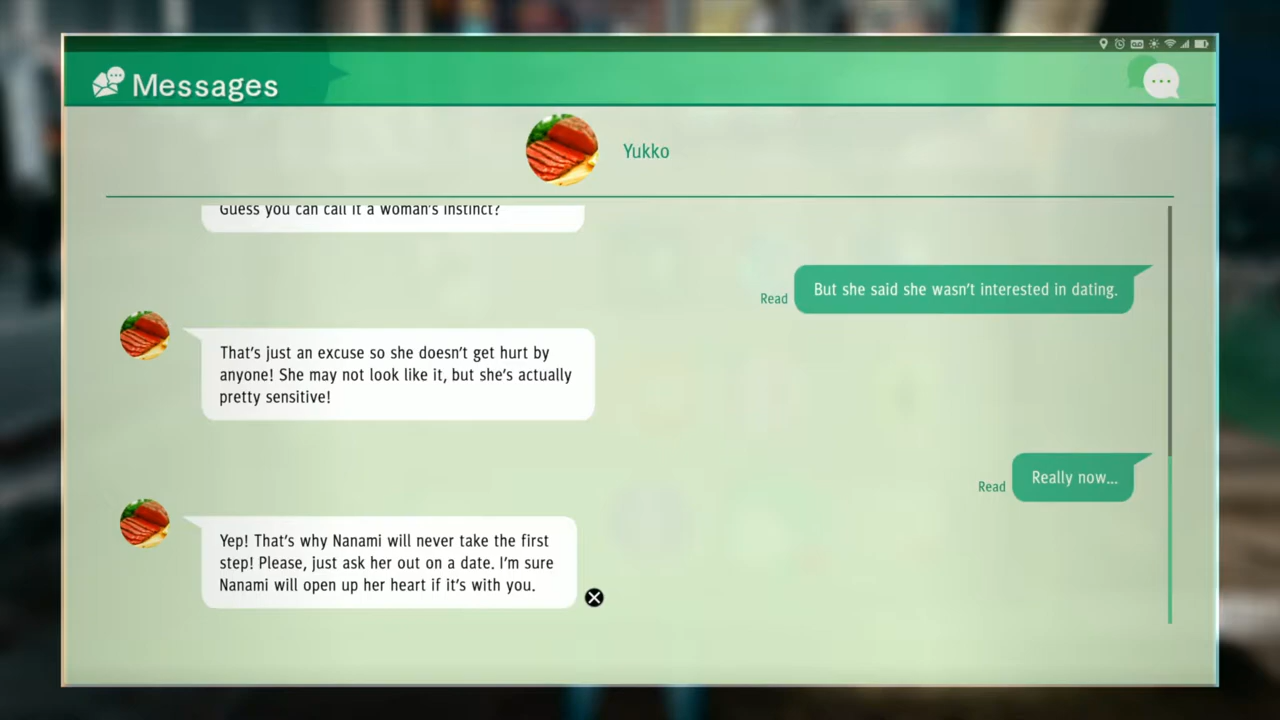 Messages
Yukko
Guess you can call it a woman's instinct?
But she said she wasn't interested in dating.
Read
That's just an excuse so she doesn't get hurt by
anyone! She may not look like it, but she's actually
pretty sensitive!
Really now...
Read
Yep! That's why Nanami will never take the first
step! Please, just ask her out on a date. I'm sure
Nanami will open up her heart if it's with you.